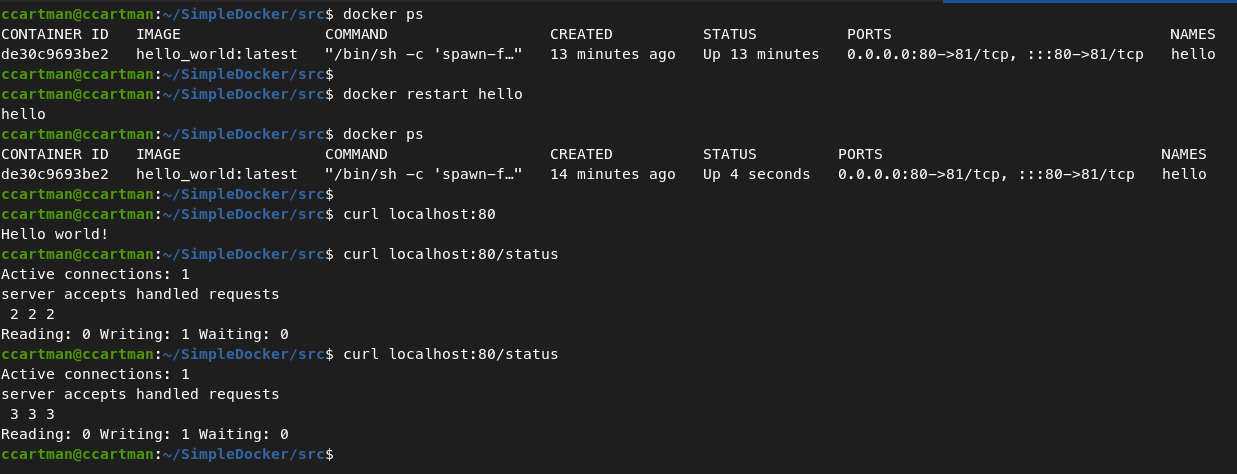 ccartman@ccartman:~/SimpleDocker/src$ docker ps
CONTAINER ID   IMAGE                COMMAND                  CREATED          STATUS          PORTS                                  NAMES
de30c9693be2   hello_world:latest   "/bin/sh -c 'spawn-f…"   13 minutes ago   Up 13 minutes   0.0.0.0:80->81/tcp, :::80->81/tcp   hello
ccartman@ccartman:~/SimpleDocker/src$
ccartman@ccartman:~/SimpleDocker/src$ docker restart hello
hello
ccartman@ccartman:~/SimpleDocker/src$ docker ps
CONTAINER ID   IMAGE                COMMAND                  CREATED          STATUS         PORTS                                  NAMES
de30c9693be2   hello_world:latest   "/bin/sh -c 'spawn-f…"   14 minutes ago   Up 4 seconds   0.0.0.0:80->81/tcp, :::80->81/tcp   hello
ccartman@ccartman:~/SimpleDocker/src$
ccartman@ccartman:~/SimpleDocker/src$ curl localhost:80
Hello world!
ccartman@ccartman:~/SimpleDocker/src$ curl localhost:80/status
Active connections: 1
server accepts handled requests
 2 2 2
Reading: 0 Writing: 1 Waiting: 0
ccartman@ccartman:~/SimpleDocker/src$ curl localhost:80/status
Active connections: 1
server accepts handled requests
 3 3 3
Reading: 0 Writing: 1 Waiting: 0
ccartman@ccartman:~/SimpleDocker/src$